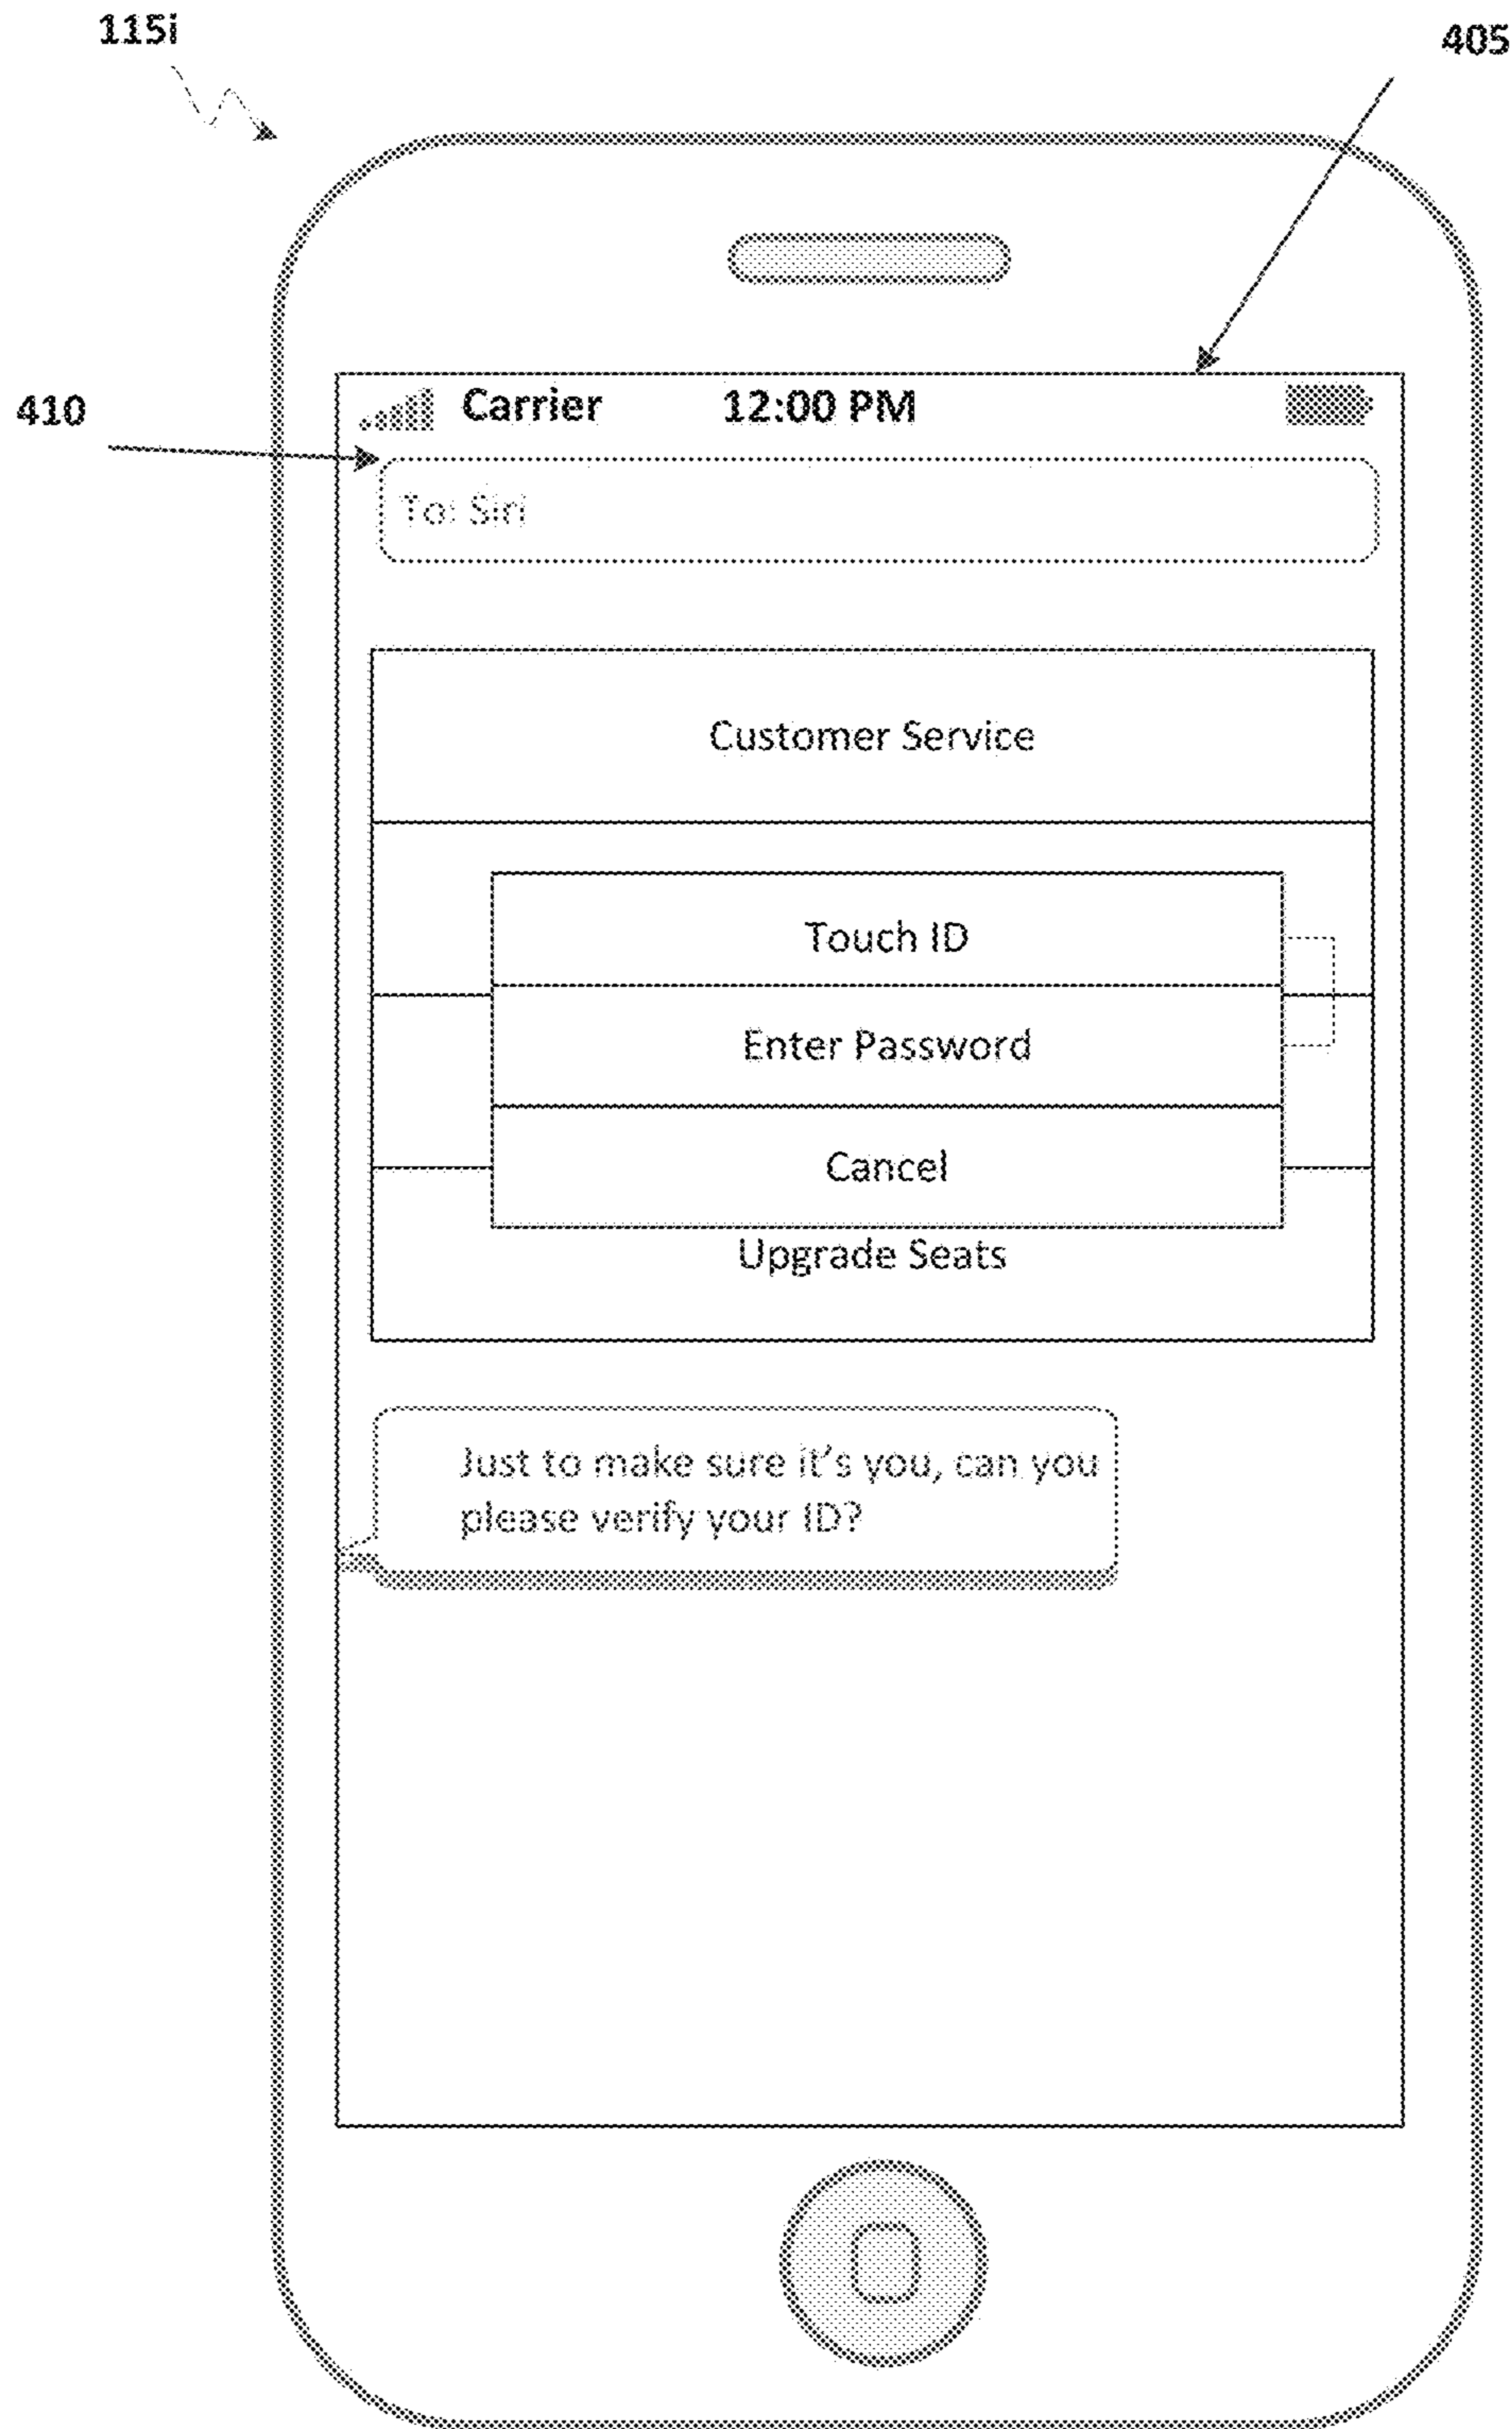 115i
405
Carrier 12:00 PM
410
To: Siri
Customer Service
Touch ID
Enter Password
Cancel
Upgrade Seats
Just to make sure it's you, can you
please verify your ID?